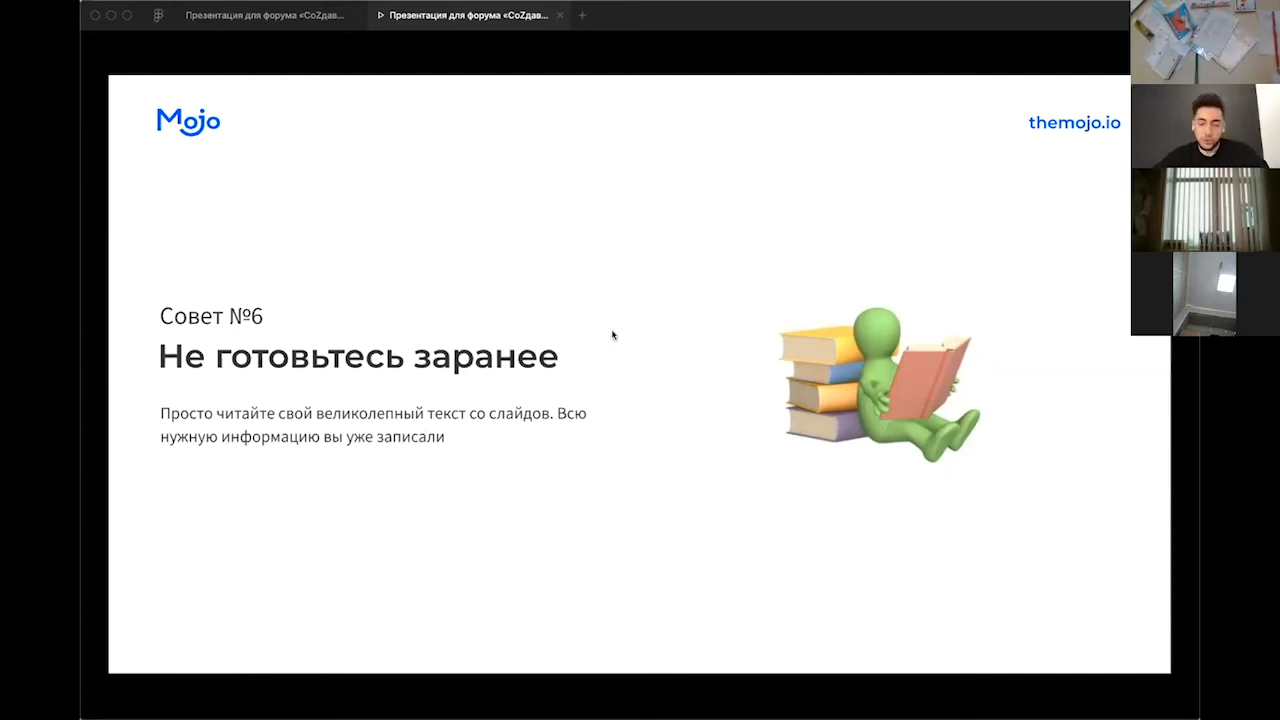 Презентация для форума «CoZдав...
Презентация для форума «CoZдав...
Mojo
themojo.io
Совет №6
Не готовьтесь заранее
Просто читайте свой великолепный текст со слайдов. Всю
нужную информацию вы уже записали